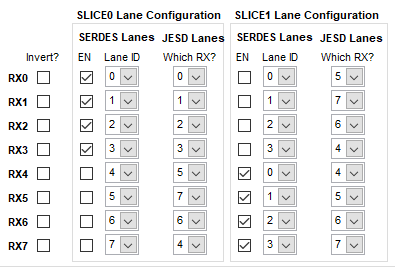 SLICE0 Lane Configuration SLICE1 Lane Configuration
SERDES Lanes JESD Lanes SERDES Lanes JESD Lanes
Invert? EN Lane ID Which RX? EN Lane ID Which RX?
RX0 0 0 0 5
RX1 1 1 1 7
RX2 2 2 2 6
RX3 3 3 3 4
RX4 4 5 0 4
RX5 5 7 1 5
RX6 6 6 2 6
RX7 7 4 3 7